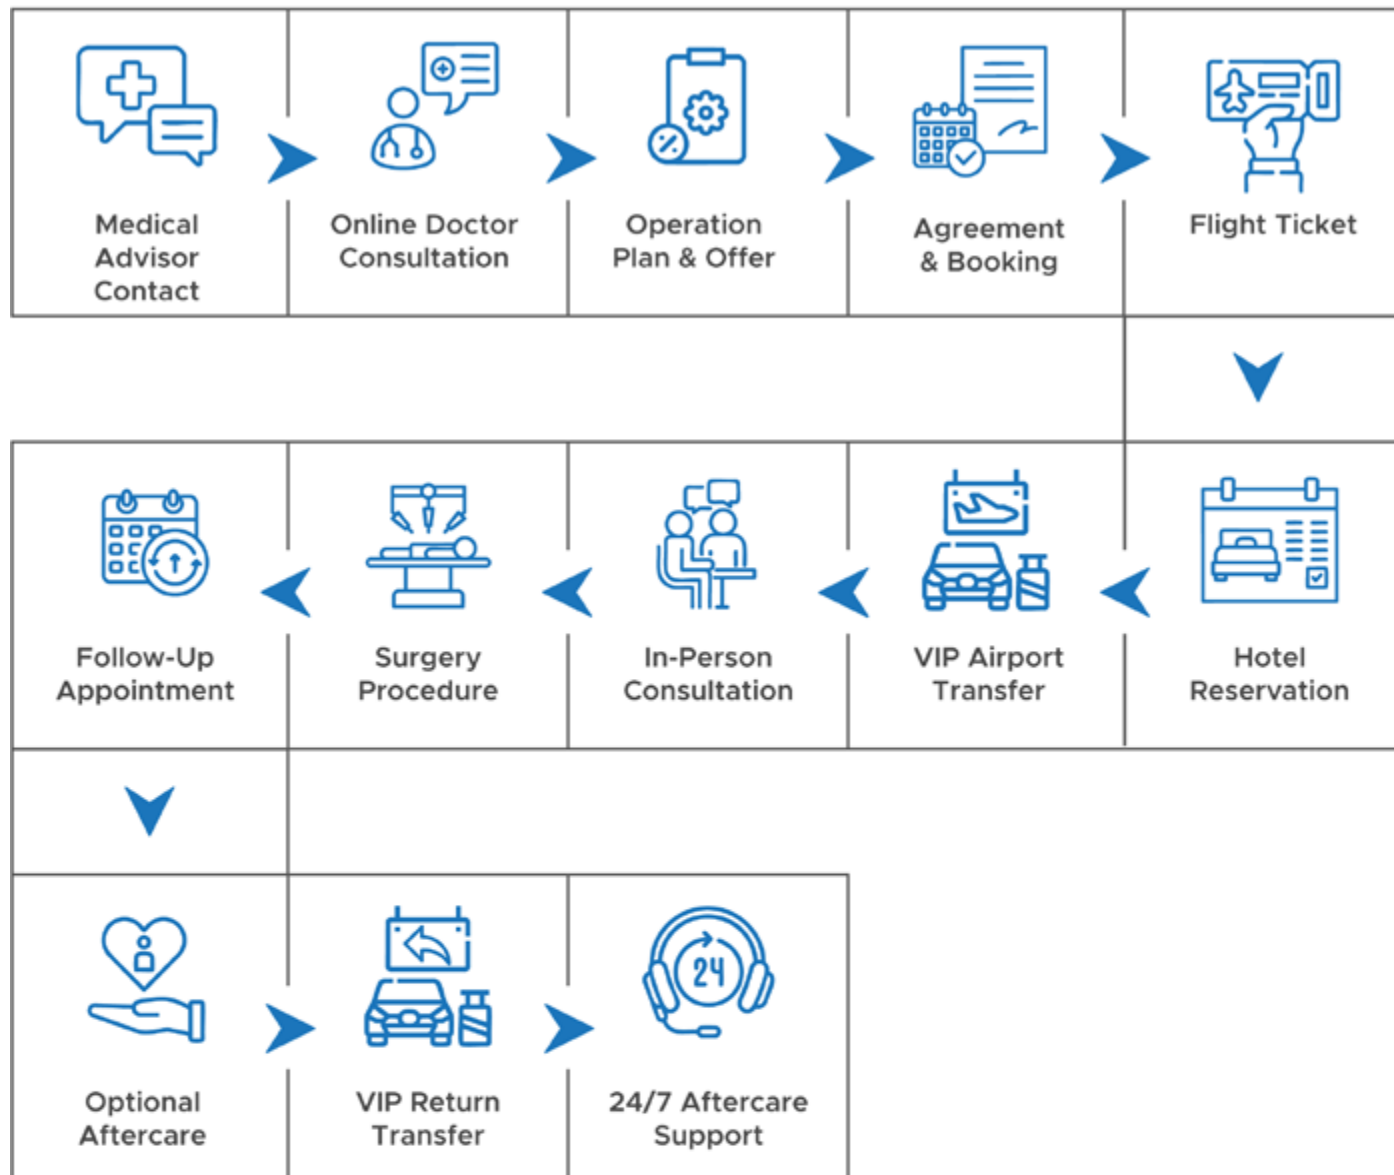 Medical
Advisor
Contact
Online Doctor
Consultation
%
Operation
Plan & Offer
Agreement
& Booking
Flight Ticket
Follow-Up
Appointment
Surgery
Procedure
In-Person
Consultation
VIP Airport
Transfer
Hotel
Reservation
Optional
Aftercare
VIP Return
Transfer
24
24/7 Aftercare
Support